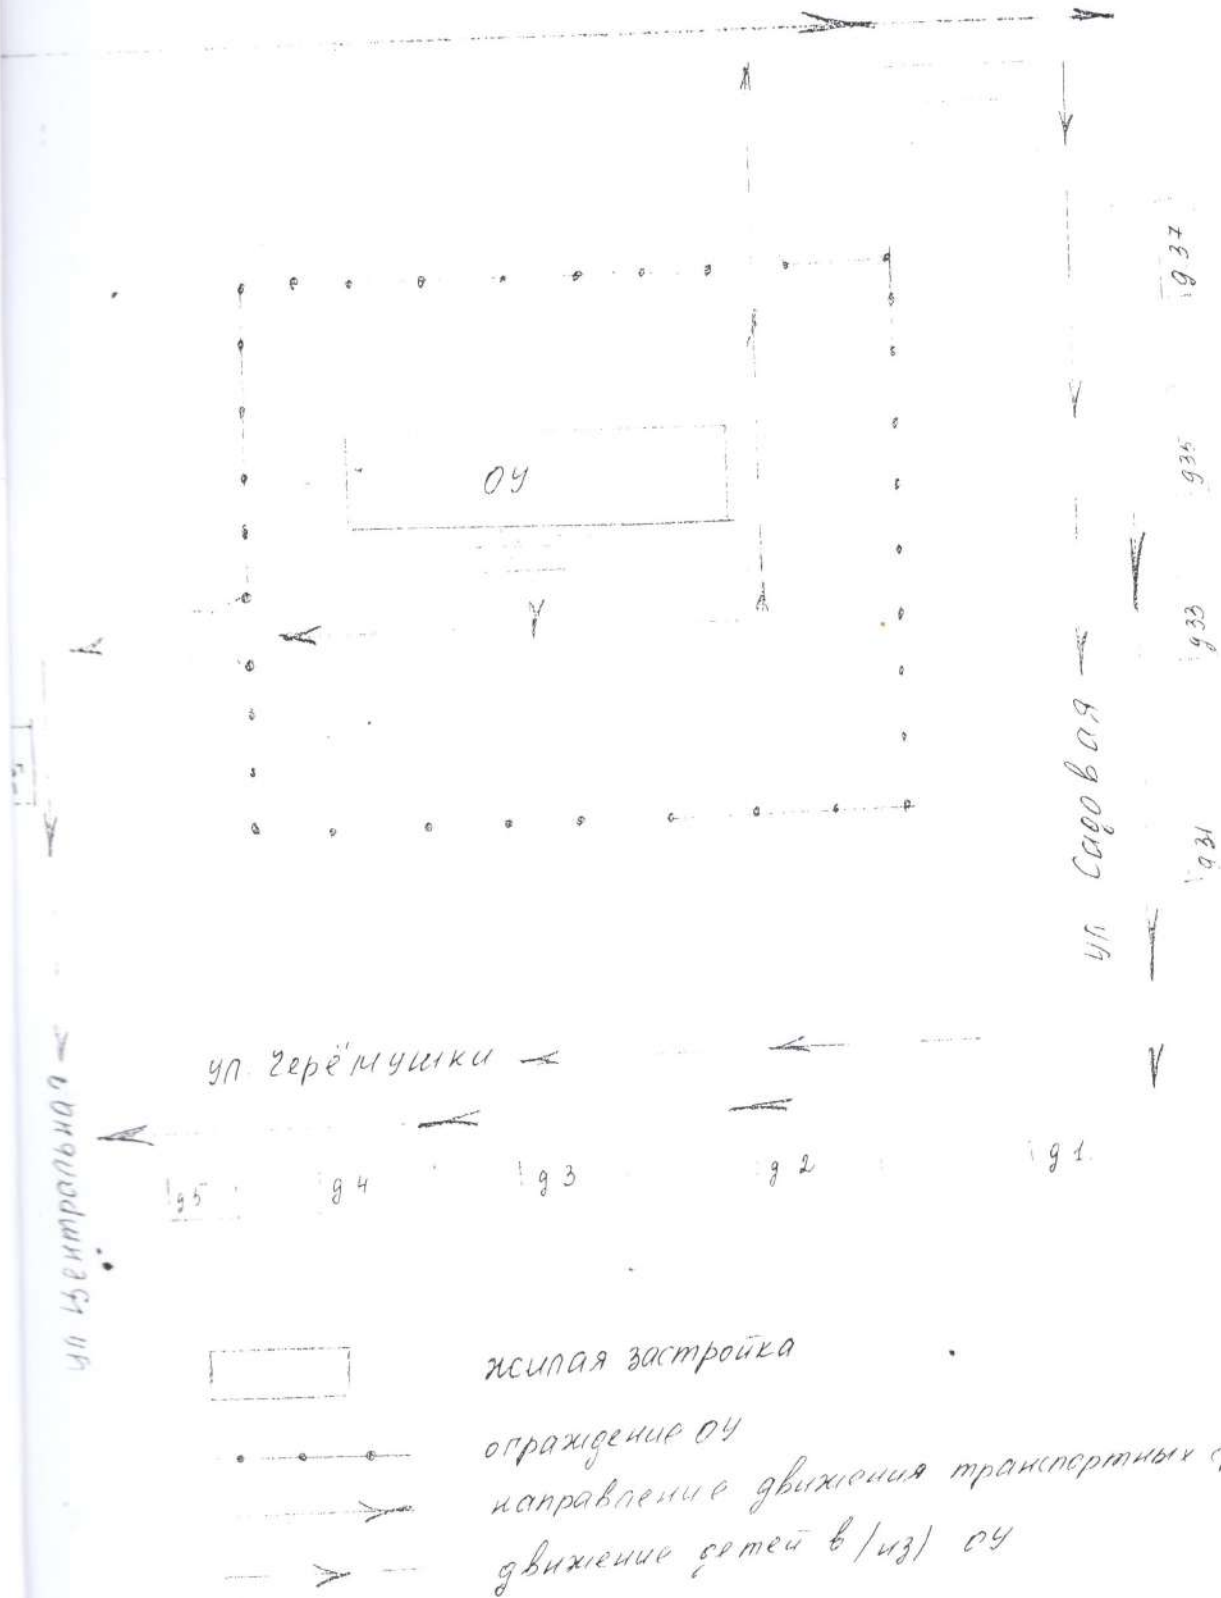 ОУ
д 37
д 35
д 33
д 31
ул Садовая
ул. Черёмушки
ул Центральная
д 5
д 4
д 3
д 2
д 1
жилая застройка
ограждение ОУ
направление движения транспортных
движение детей в /из/ ОУ